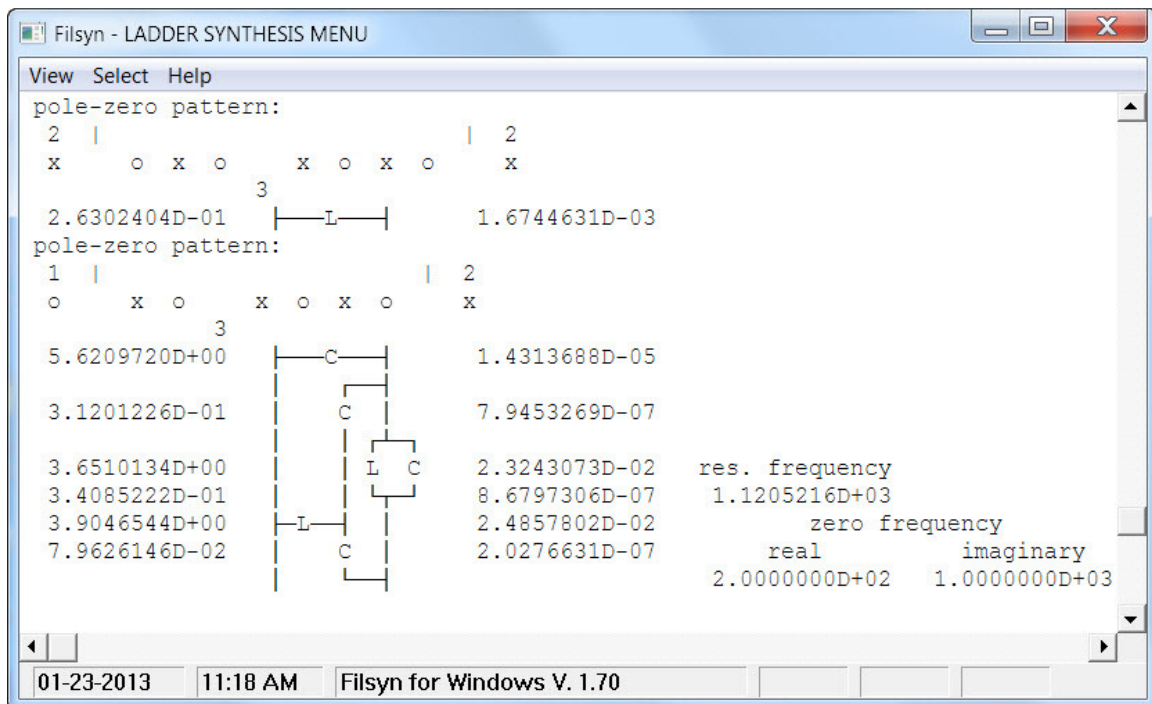 Filsyn - LADDER SYNTHESIS MENU
View Select Help
pole-zero pattern:
2 | | 2
x o x o x o x o x
3
2.6302404D-01 L 1.6744631D-03
pole-zero pattern:
1 | | 2
o x o x o x o x
3
5.6209720D+00 C 1.4313688D-05
3.1201226D-01 C 7.9453269D-07
3.6510134D+00 L C 2.3243073D-02 res. frequency
3.4085222D-01 8.6797306D-07 1.1205216D+03
3.9046544D+00 L 2.4857802D-02 zero frequency
7.9626146D-02 C 2.0276631D-07 real imaginary
2.0000000D+02 1.0000000D+03
01-23-2013 11:18 AM Filsyn for Windows V. 1.70